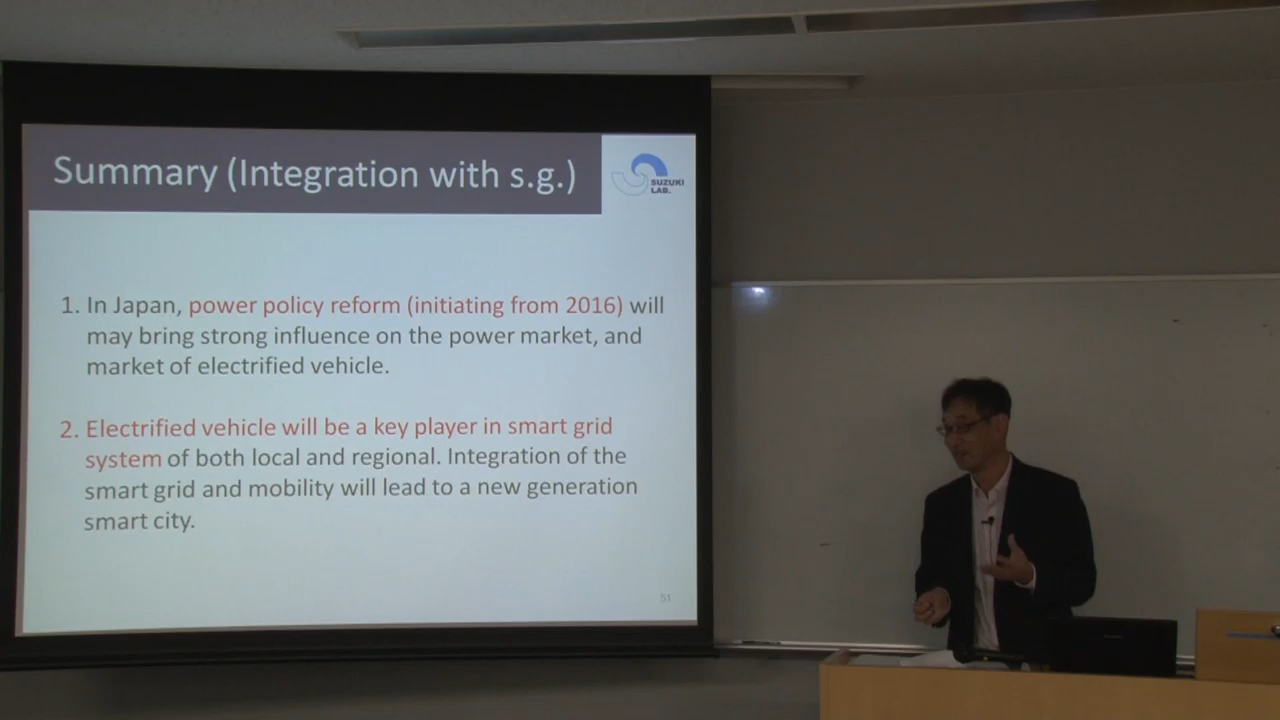 Summary (Integration with s.g.)
SUZUKI
LAB.
1. In Japan, power policy reform (initiating from 2016) will
may bring strong influence on the power market, and
market of electrified vehicle.
2. Electrified vehicle will be a key player in smart grid
system of both local and regional. Integration of the
smart grid and mobility will lead to a new generation
smart city.
51